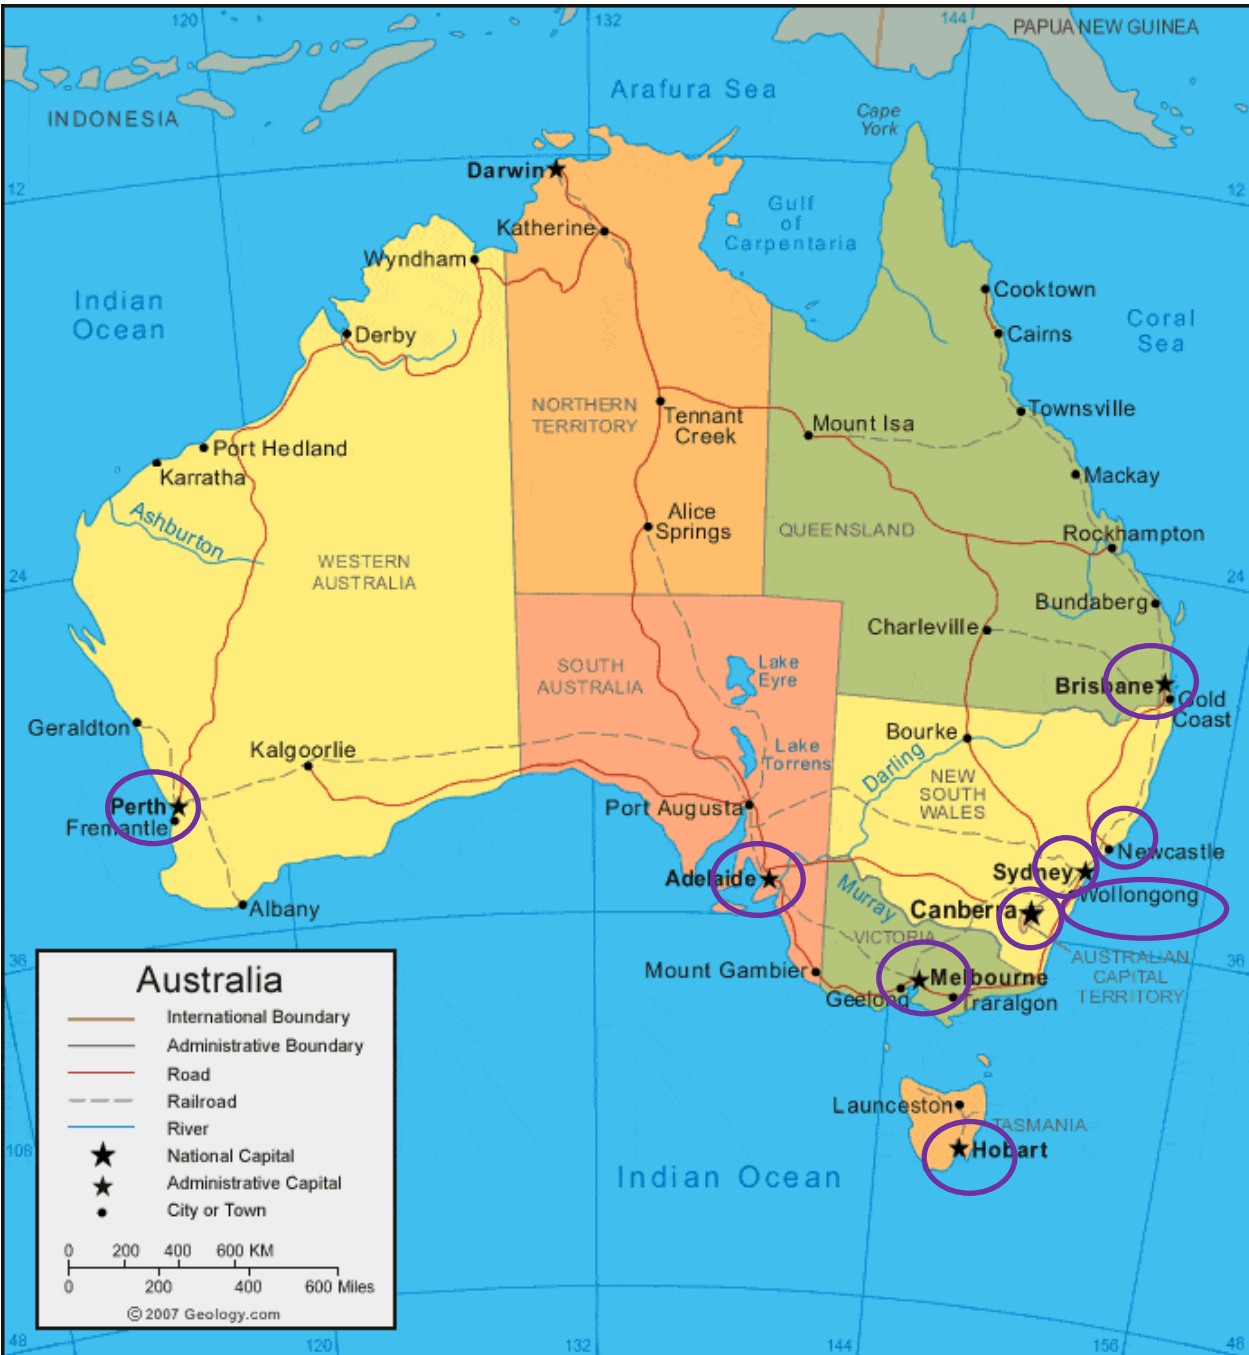 120
132
144
PAPUA NEW GUINEA
Arafura Sea
INDONESIA
Cape
York
Darwin
12
12
Gulf
of
Carpentaria
Katherine
Wyndham
Indian
Ocean
Cooktown
Coral
Sea
Derby
Cairns
NORTHERN
TERRITORY
Tennant
Creek
Townsville
Mount Isa
Port Hedland
Karratha
Mackay
Ashburton
Alice
Springs
QUEENSLAND
Rockhampton
WESTERN
AUSTRALIA
24
24
Bundaberg
Charleville
SOUTH
AUSTRALIA
Lake
Eyre
Brisbane
Gold
Coast
Geraldton
Kalgoorlie
Bourke
Lake
Torrens
Darling
NEW
SOUTH
WALES
Perth
Fremantle
Port Augusta
Newcastle
Adelaide
Sydney
Murray
Wollongong
Albany
Canberra
VICTORIA
36
36
AUSTRALIAN
CAPITAL
TERRITORY
Mount Gambier
Melbourne
Geelong
Traralgon
Launceston
TASMANIA
Hobart
Indian Ocean
108
Australia
International Boundary
Administrative Boundary
Road
Railroad
River
National Capital
Administrative Capital
City or Town
0 200 400 600 KM
0 200 400 600 Miles
© 2007 Geology.com
48
120
132
144
156
48